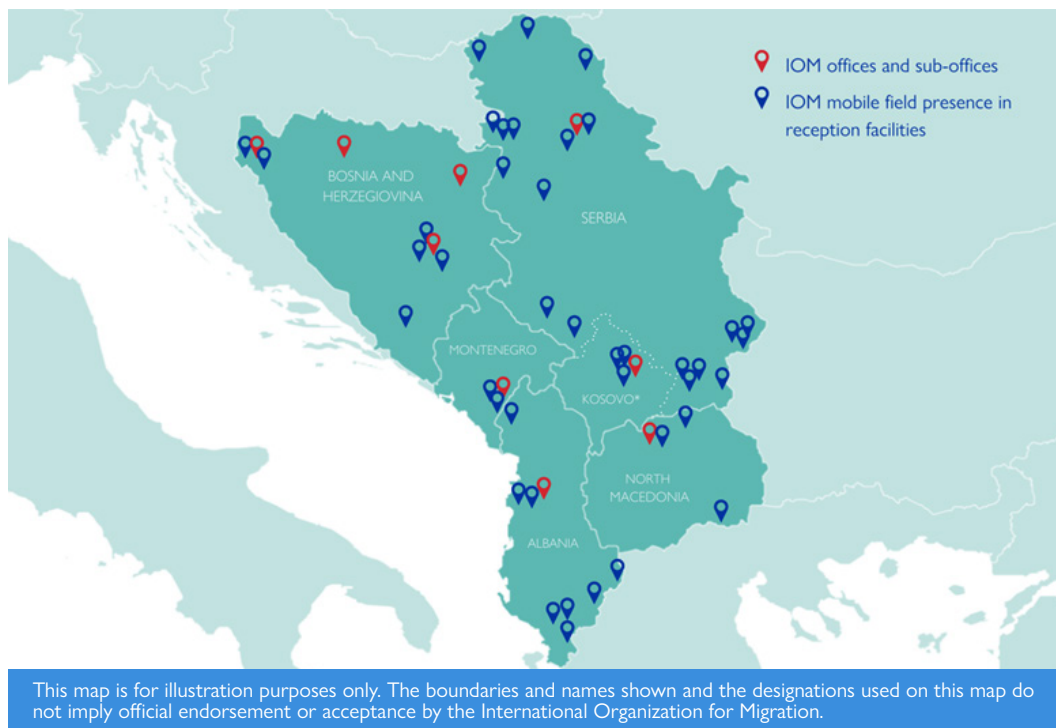 IOM offices and sub-offices
IOM mobile field presence in
reception facilities
BOSNIA AND
HERZEGIOVINA
SERBIA
MONTENEGRO
KOSOVO*
NORTH
MACEDONIA
ALBANIA
This map is for illustration purposes only. The boundaries and names shown and the designations used on this map do
not imply official endorsement or acceptance by the International Organization for Migration.